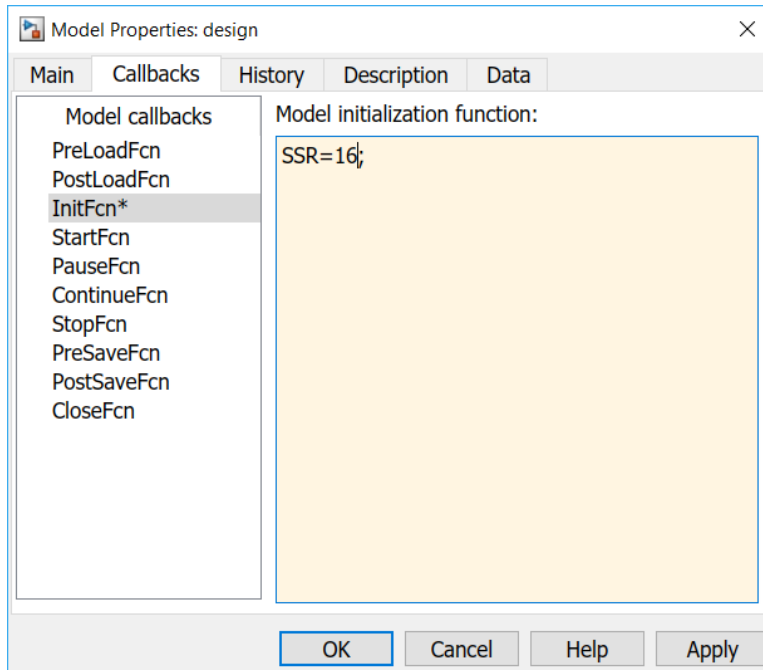 Model Properties: design
Main Callbacks History Description Data
Model callbacks
PreLoadFcn
PostLoadFcn
InitFcn*
StartFcn
PauseFcn
ContinueFcn
StopFcn
PreSaveFcn
PostSaveFcn
CloseFcn
Model initialization function:
SSR=16;
OK Cancel Help Apply